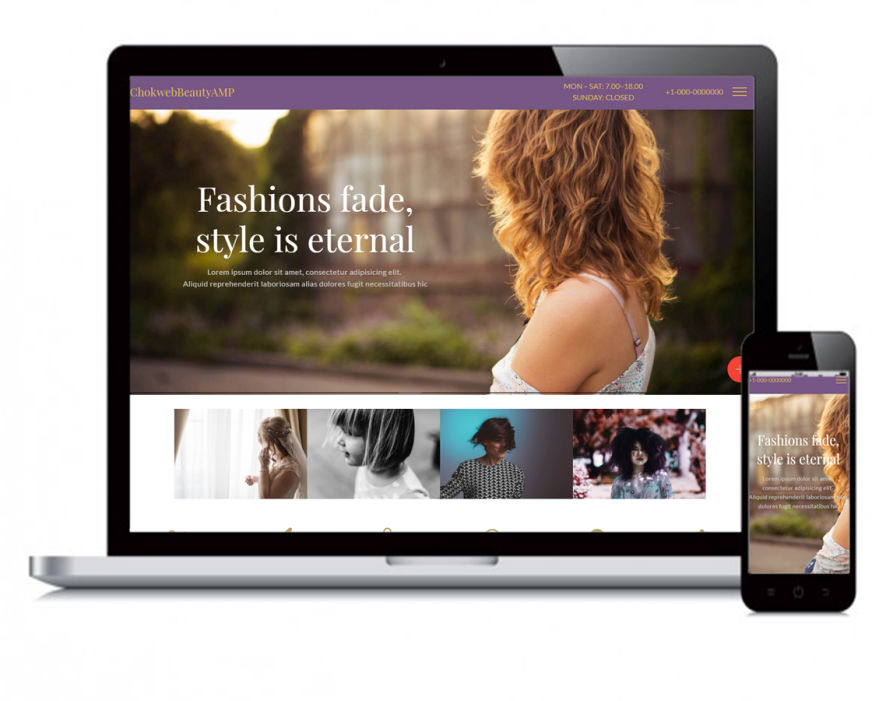 ChokwebBeautyAMP
MON – SAT: 7.00–18.00
SUNDAY: CLOSED
+1-000-0000000
Fashions fade,
style is eternal
Lorem ipsum dolor sit amet, consectetur adipisicing elit.
Aliquid reprehenderit laboriosam alias dolores fugit necessitatibus hic
+1-000-0000000
Fashions fade,
style is eternal
Lorem ipsum dolor sit amet,
consectetur adipisicing elit.
Aliquid reprehenderit laboriosam alias
dolores fugit necessitatibus hic